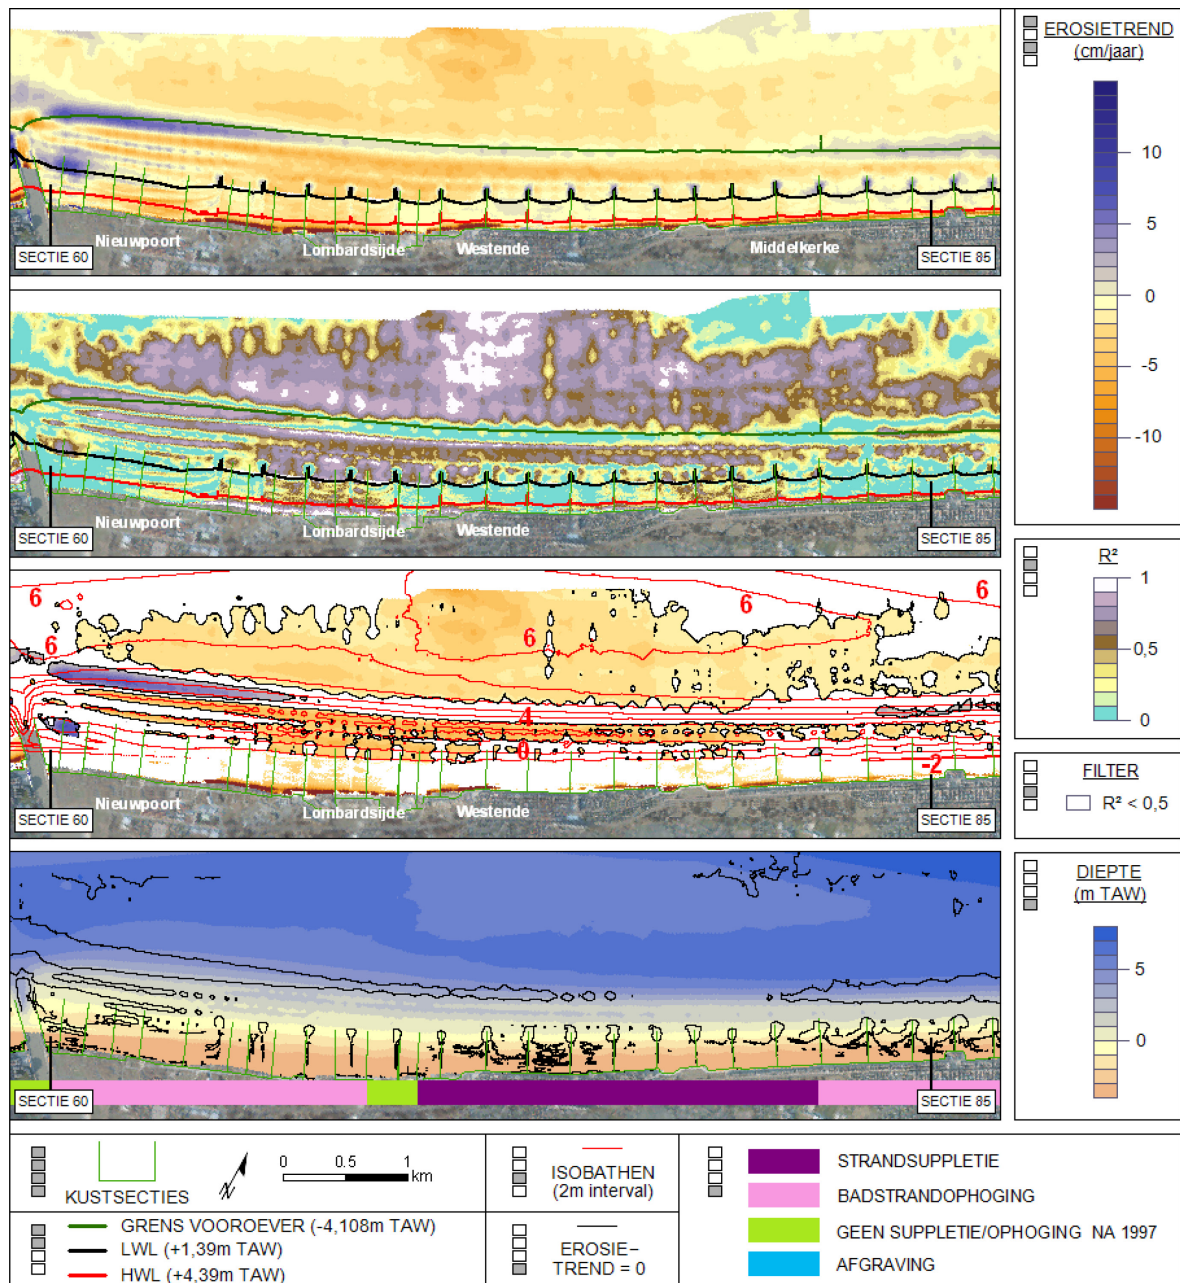 Nieuwpoort
Lombardsijde
Westende
Middelkerke
SECTIE 60
SECTIE 85
EROSIETREND
(cm/jaar)
10
5
0
-5
-10
Nieuwpoort
Lombardsijde
Westende
SECTIE 60
SECTIE 85
R²
1
0,5
0
6
6
6
6
4
0
-2
Nieuwpoort
Lombardsijde
Westende
SECTIE 60
SECTIE 85
FILTER
R² < 0,5
DIEPTE
(m TAW)
5
0
SECTIE 60
SECTIE 85
KUSTSECTIES
N
0 0.5 1
km
ISOBATHEN
(2m interval)
STRANDSUPPLETIE
BADSTRANDOPHOGING
GEEN SUPPLETIE/OPHOGING NA 1997
AFGRAVING
GRENS VOOROEVER (-4,108m TAW)
LWL (+1,39m TAW)
HWL (+4,39m TAW)
EROSIE-
TREND = 0